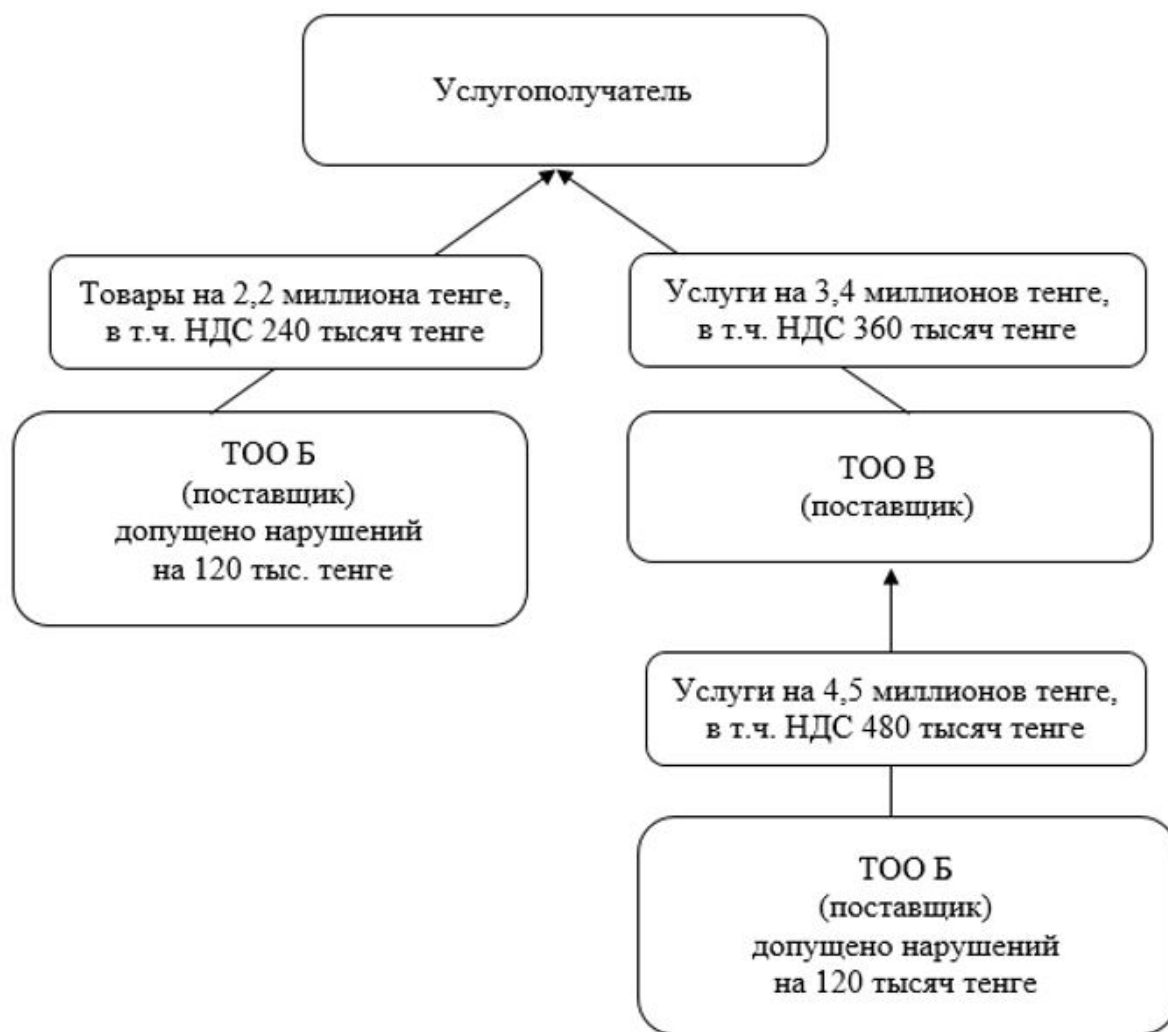 Услугополучатель
Товары на 2,2 миллиона тенге,
в т.ч. НДС 240 тысяч тенге
Услуги на 3,4 миллионов тенге,
в т.ч. НДС 360 тысяч тенге
ТОО Б
(поставщик)
допущено нарушений
на 120 тыс. тенге
ТОО В
(поставщик)
Услуги на 4,5 миллионов тенге,
в т.ч. НДС 480 тысяч тенге
ТОО Б
(поставщик)
допущено нарушений
на 120 тысяч тенге